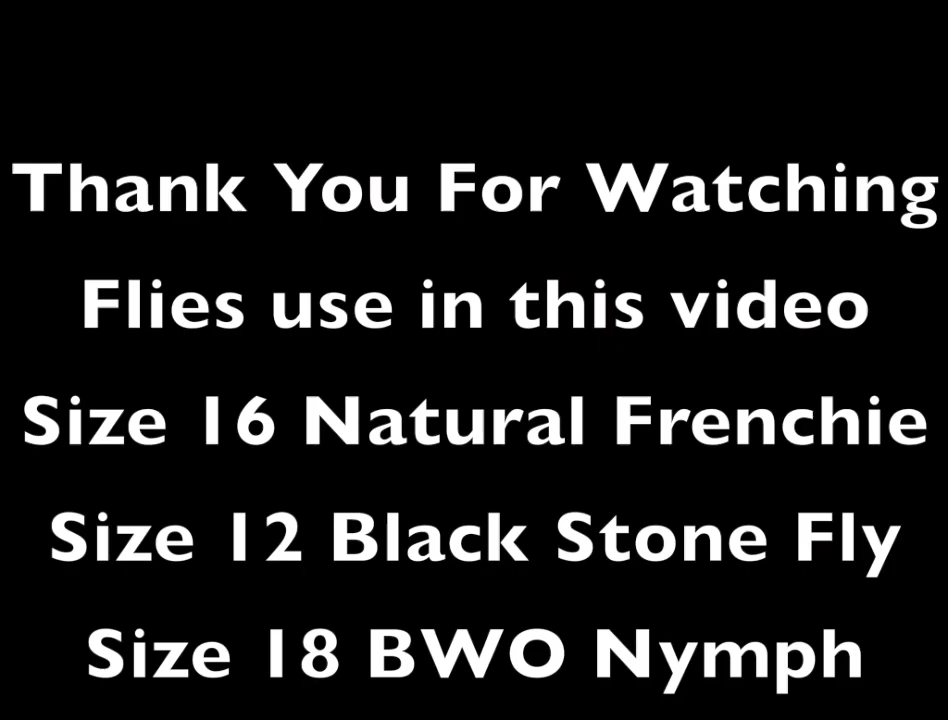 Thank You For Watching
Flies use in this video
Size 16 Natural Frenchie
Size 12 Black Stone Fly
Size 18 BWO Nymph